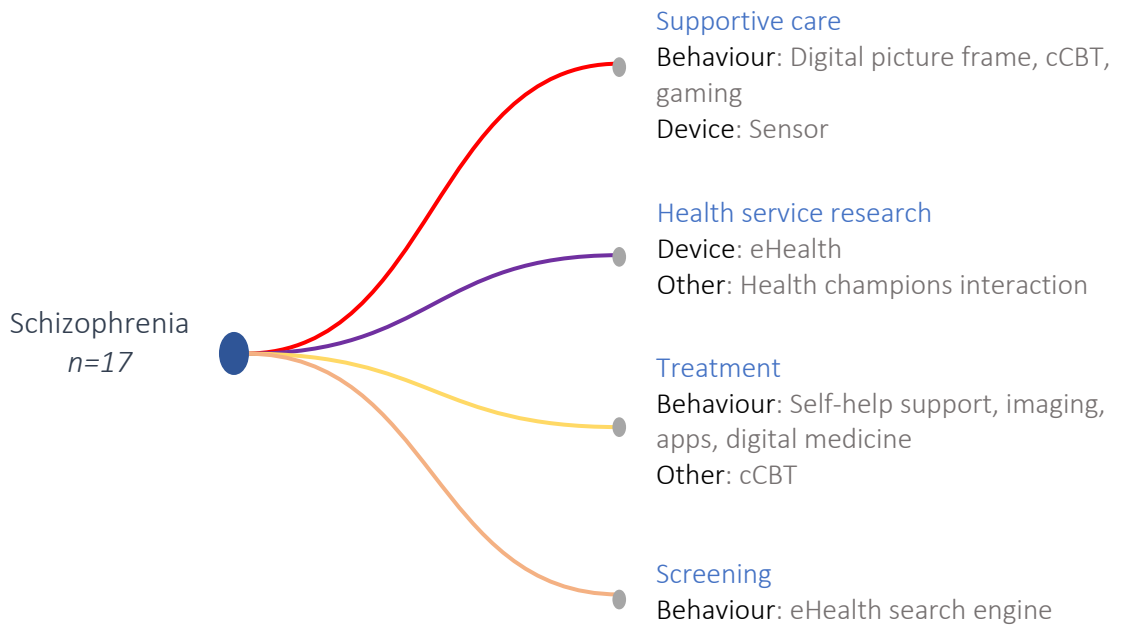 Supportive care
Behaviour: Digital picture frame, cCBT,
gaming
Device: Sensor
Health service research
Device: eHealth
Other: Health champions interaction
Schizophrenia
n=17
Treatment
Behaviour: Self-help support, imaging,
apps, digital medicine
Other: cCBT
Screening
Behaviour: eHealth search engine